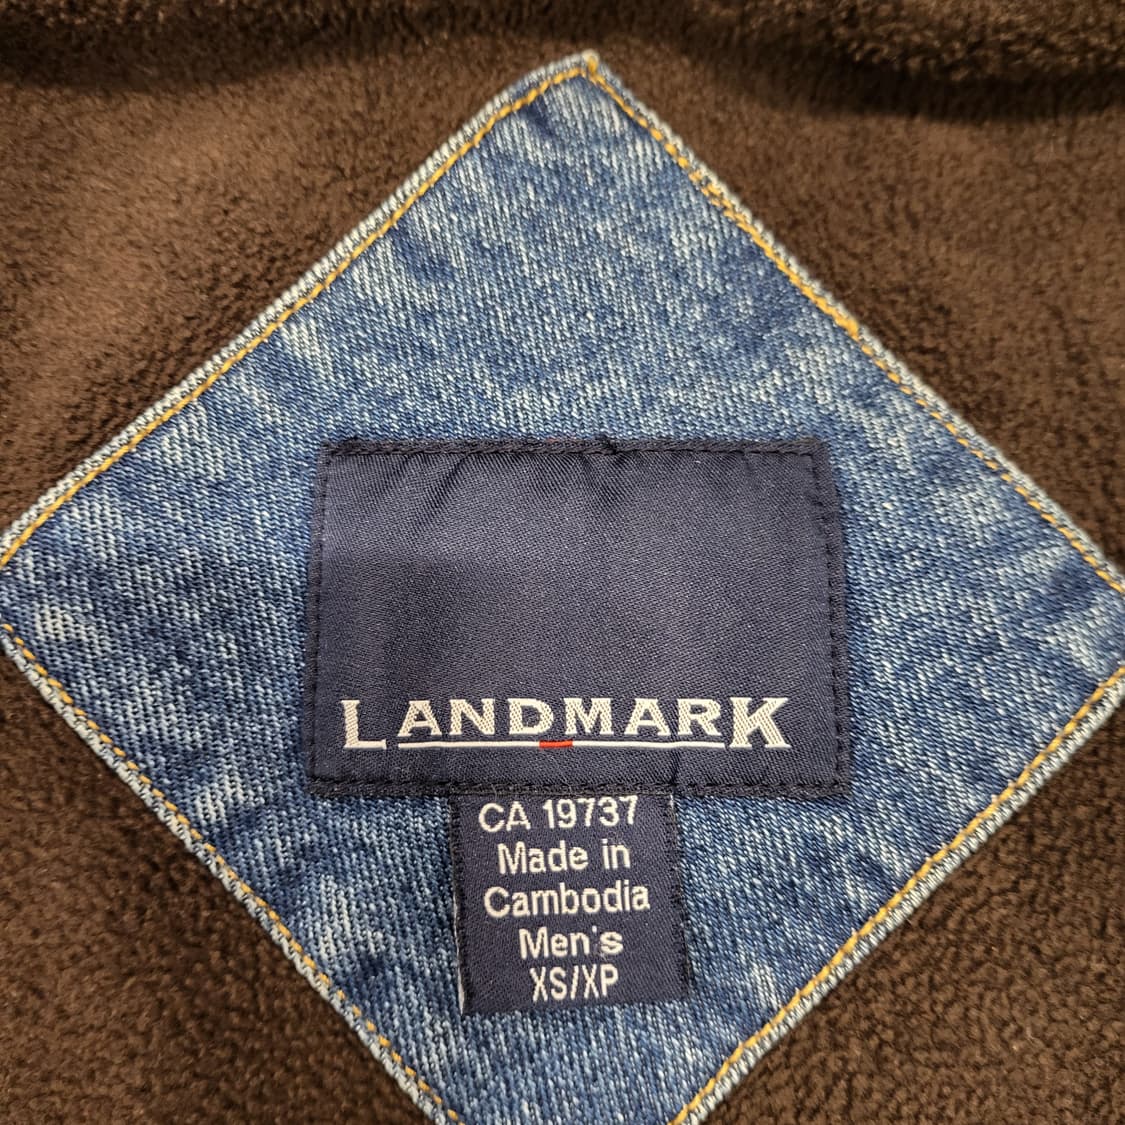 LANDMARK
CA 19737
Made in
Cambodia
Men's
XS/XP